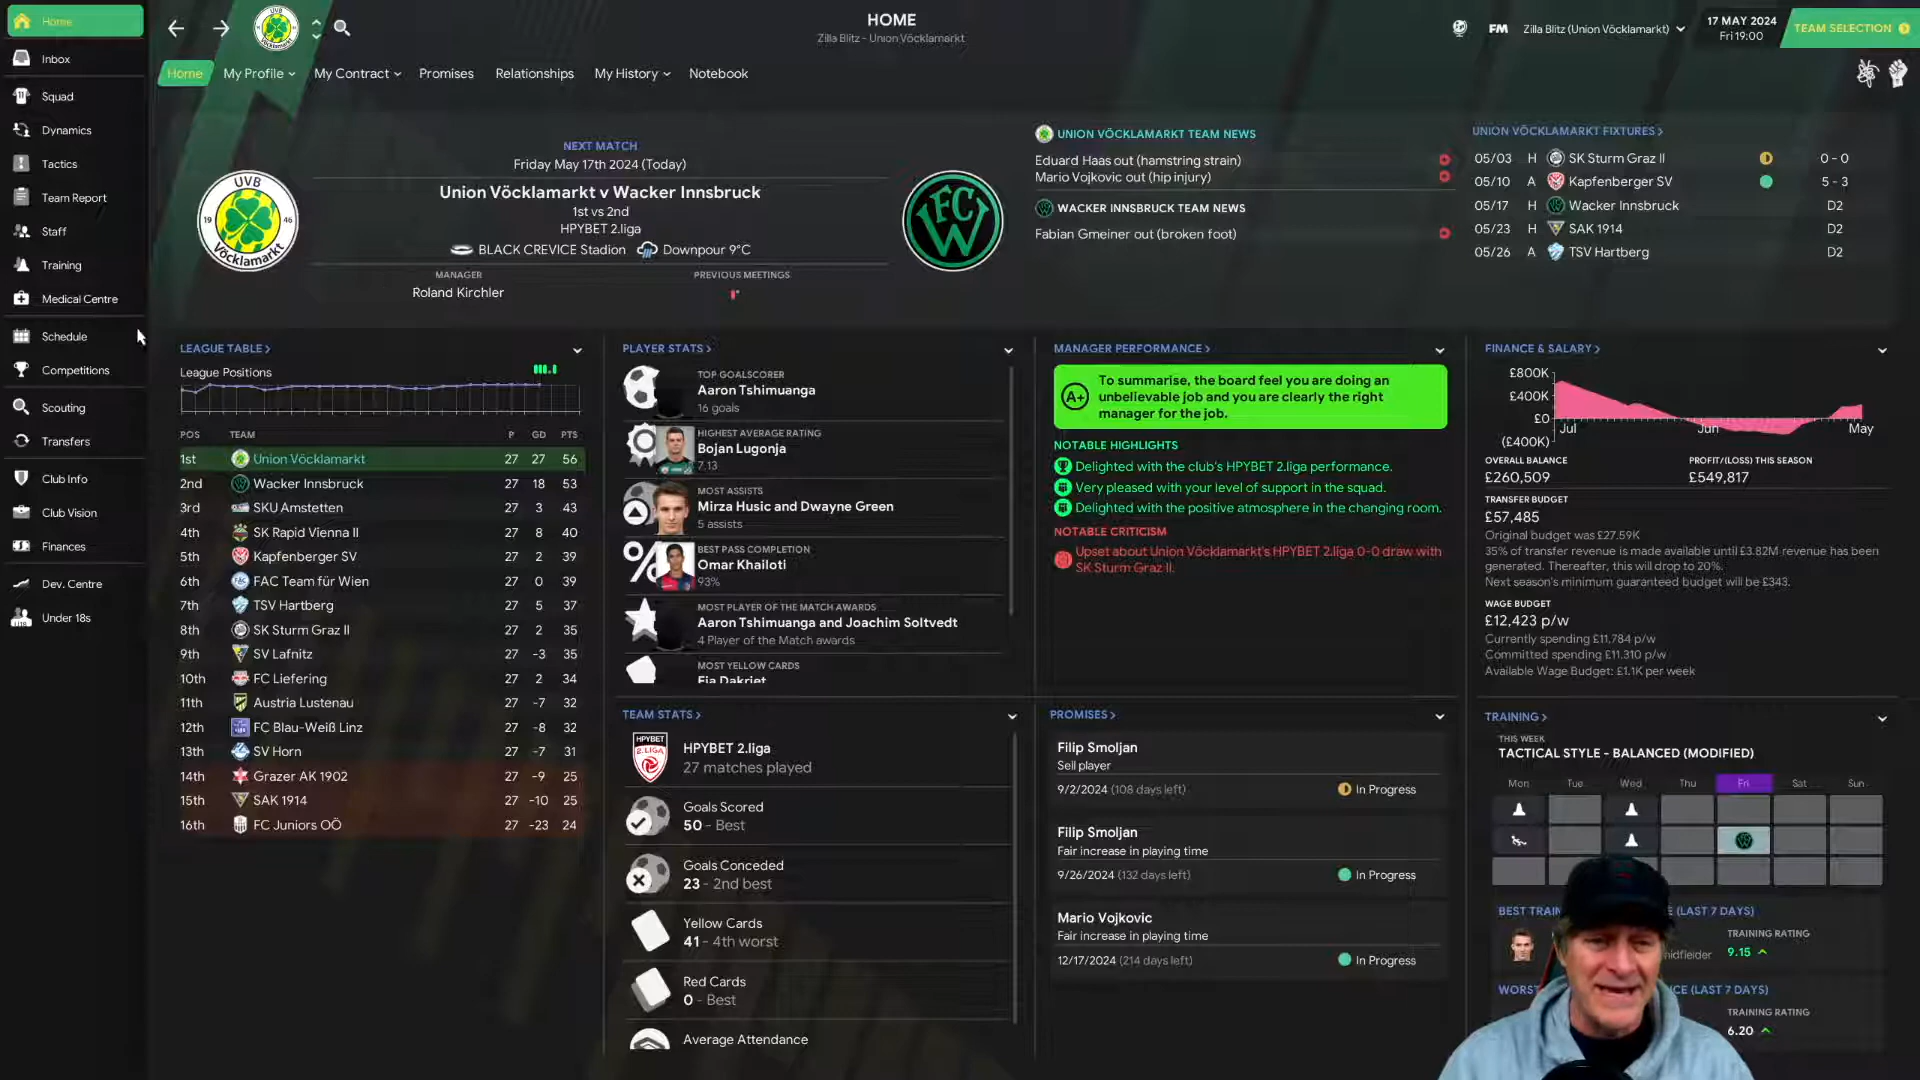 Home
Inbox
Squad
Dynamics
Tactics
Team Report
Staff
Training
Medical Centre
Schedule
Competitions
Scouting
Transfers
Club Info
Club Vision
Finances
Dev. Centre
Under 18s
HOME
Zilla Blitz - Union Vöcklamarkt
FM
Zilla Blitz (Union Vöcklamarkt)
17 MAY 2024
Fri 19:00
TEAM SELECTION
Home
My Profile
My Contract
Promises
Relationships
My History
Notebook
UVB
19 46
Vöcklamarkt
NEXT MATCH
Friday May 17th 2024 (Today)
Union Vöcklamarkt v Wacker Innsbruck
1st vs 2nd
HPYBET 2.liga
BLACK CREVICE Stadion
Downpour 9°C
MANAGER
Roland Kirchler
PREVIOUS MEETINGS
FC W
UNION VÖCKLAMARKT TEAM NEWS
Eduard Haas out (hamstring strain)
Mario Vojkovic out (hip injury)
WACKER INNSBRUCK TEAM NEWS
Fabian Gmeiner out (broken foot)
UNION VÖCKLAMARKT FIXTURES >
05/03 H SK Sturm Graz II 0 - 0
05/10 A Kapfenberger SV 5 - 3
05/17 H Wacker Innsbruck D2
05/23 H SAK 1914 D2
05/26 A TSV Hartberg D2
LEAGUE TABLE >
League Positions
POS TEAM P GD PTS
1st Union Vöcklamarkt 27 27 56
2nd Wacker Innsbruck 27 18 53
3rd SKU Amstetten 27 3 43
4th SK Rapid Vienna II 27 8 40
5th Kapfenberger SV 27 2 39
6th FAC Team für Wien 27 0 39
7th TSV Hartberg 27 5 37
8th SK Sturm Graz II 27 2 35
9th SV Lafnitz 27 -3 35
10th FC Liefering 27 2 34
11th Austria Lustenau 27 -7 32
12th FC Blau-Weiß Linz 27 -8 32
13th SV Horn 27 -7 31
14th Grazer AK 1902 27 -9 25
15th SAK 1914 27 -10 25
16th FC Juniors OÖ 27 -23 24
PLAYER STATS >
TOP GOALSCORER
Aaron Tshimuanga
16 goals
HIGHEST AVERAGE RATING
Bojan Lugonja
7.13
MOST ASSISTS
Mirza Husic and Dwayne Green
5 assists
BEST PASS COMPLETION
Omar Khailoti
93%
MOST PLAYER OF THE MATCH AWARDS
Aaron Tshimuanga and Joachim Soltvedt
4 Player of the Match awards
MOST YELLOW CARDS
Eja Dakriet
TEAM STATS >
HPYBET
2.LIGA
HPYBET 2.liga
27 matches played
Goals Scored
50 - Best
Goals Conceded
23 - 2nd best
Yellow Cards
41 - 4th worst
Red Cards
0 - Best
Average Attendance
MANAGER PERFORMANCE >
A+
To summarise, the board feel you are doing an
unbelievable job and you are clearly the right
manager for the job.
NOTABLE HIGHLIGHTS
Delighted with the club's HPYBET 2.liga performance.
Very pleased with your level of support in the squad.
Delighted with the positive atmosphere in the changing room.
NOTABLE CRITICISM
Upset about Union Vöcklamarkt's HPYBET 2.liga 0-0 draw with
SK Sturm Graz II.
PROMISES >
Filip Smoljan
Sell player
9/2/2024 (108 days left) In Progress
Filip Smoljan
Fair increase in playing time
9/26/2024 (132 days left) In Progress
Mario Vojkovic
Fair increase in playing time
12/17/2024 (214 days left) In Progress
FINANCE & SALARY >
£800K
£400K
£0
(£400K)
Jul Jun May
OVERALL BALANCE
£260,509
PROFIT/(LOSS) THIS SEASON
£549,817
TRANSFER BUDGET
£57,485
Original budget was £27.59K
35% of transfer revenue is made available until £3.82M revenue has been
generated. Thereafter, this will drop to 20%.
Next season's minimum guaranteed budget will be £343.
WAGE BUDGET
£12,423 p/w
Currently spending £11,784 p/w
Committed spending £11,310 p/w
Available Wage Budget: £1.1K per week
TRAINING >
THIS WEEK
TACTICAL STYLE - BALANCED (MODIFIED)
Mon Tue Wed Thu Fri Sat Sun
BEST TRAIN
E (LAST 7 DAYS)
TRAINING RATING
9.15
midfielder
WORS
CE (LAST 7 DAYS)
TRAINING RATING
6.20